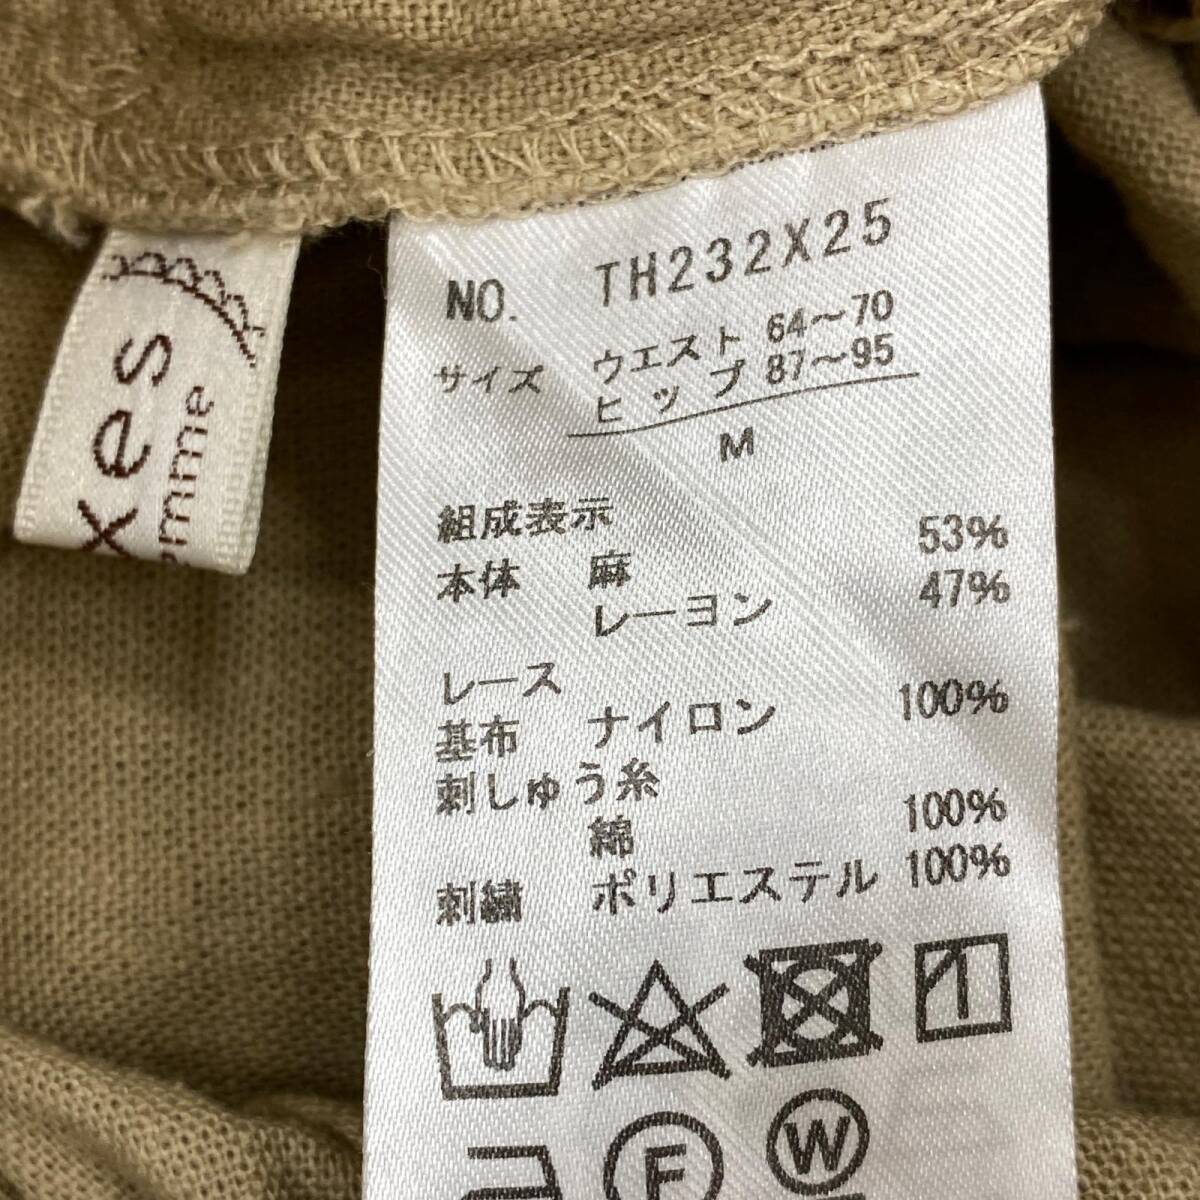 NO. TH232X25
サイズ ウエスト 64～70
ヒップ 87～95
M
組成表示
本体 麻 53%
レーヨン 47%
レース
基布 ナイロン 100%
刺しゅう糸
綿 100%
刺繍 ポリエステル 100%
F
W
xes
emme